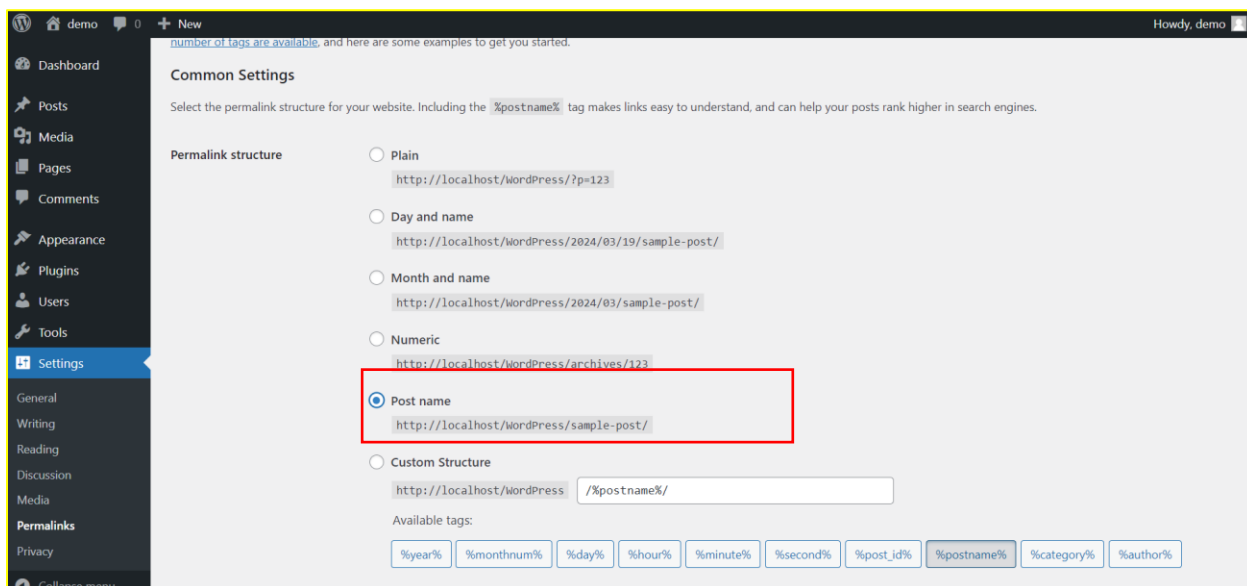 demo 0 + New Howdy, demo
number of tags are available, and here are some examples to get you started.
Dashboard
Posts
Media
Pages
Comments
Appearance
Plugins
Users
Tools
Settings
General
Writing
Reading
Discussion
Media
Permalinks
Privacy
Collapse menu
Common Settings
Select the permalink structure for your website. Including the %postname% tag makes links easy to understand, and can help your posts rank higher in search engines.
Permalink structure
Plain
http://localhost/WordPress/?p=123
Day and name
http://localhost/WordPress/2024/03/19/sample-post/
Month and name
http://localhost/WordPress/2024/03/sample-post/
Numeric
http://localhost/WordPress/archives/123
Post name
http://localhost/WordPress/sample-post/
Custom Structure
http://localhost/WordPress /%postname%/
Available tags:
%year% %monthnum% %day% %hour% %minute% %second% %post_id% %postname% %category% %author%